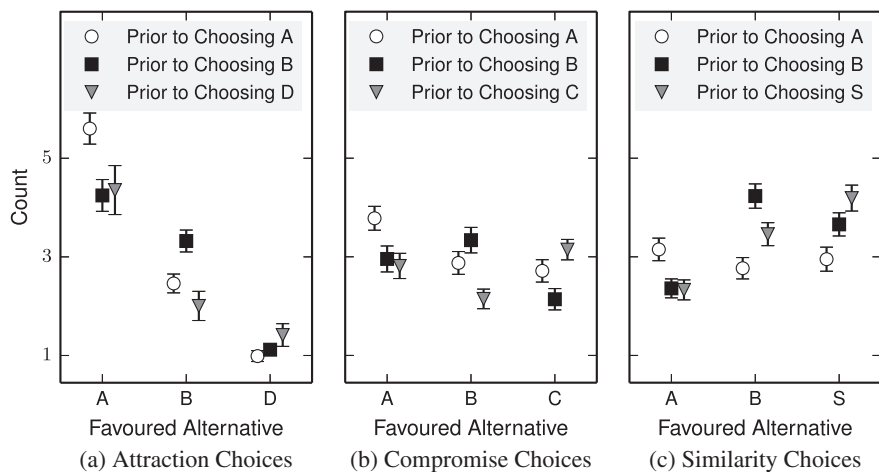 Prior to Choosing A
Prior to Choosing B
Prior to Choosing D
Prior to Choosing A
Prior to Choosing B
Prior to Choosing C
Prior to Choosing A
Prior to Choosing B
Prior to Choosing S
Count
5
3
1
A B D
A B C
A B S
Favoured Alternative
Favoured Alternative
Favoured Alternative
(a) Attraction Choices
(b) Compromise Choices
(c) Similarity Choices